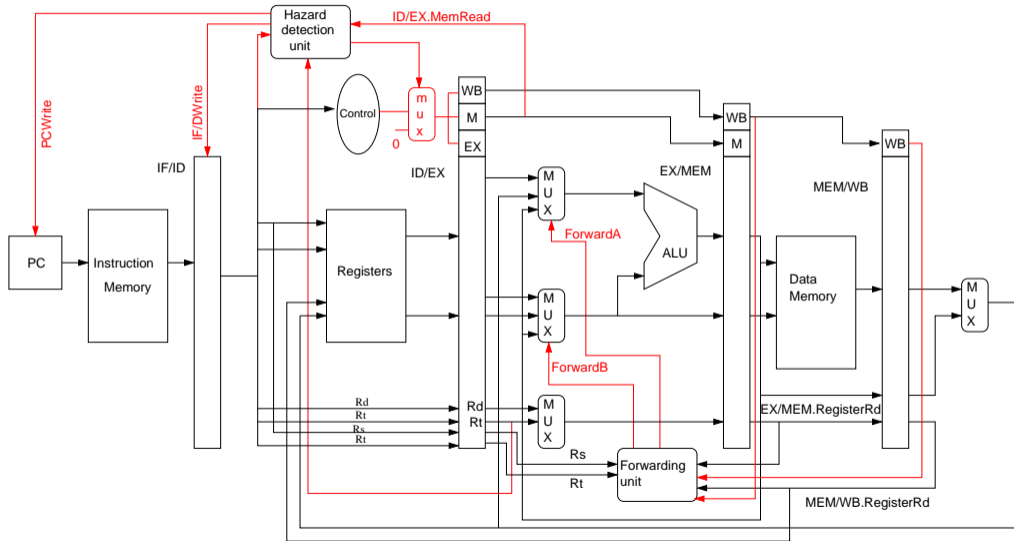 Hazard
detection
unit
ID/EX.MemRead
PCWrite
IF/DWrite
Control
m
u
x
0
WB
M
EX
WB
M
WB
IF/ID
ID/EX
EX/MEM
MEM/WB
PC
Instruction
Memory
Registers
M
U
X
ForwardA
ALU
Data
Memory
M
U
X
M
U
X
ForwardB
Rd
Rt
Rs
Rt
Rd
Rt
M
U
X
EX/MEM.RegisterRd
Rs
Rt
Forwarding
unit
MEM/WB.RegisterRd